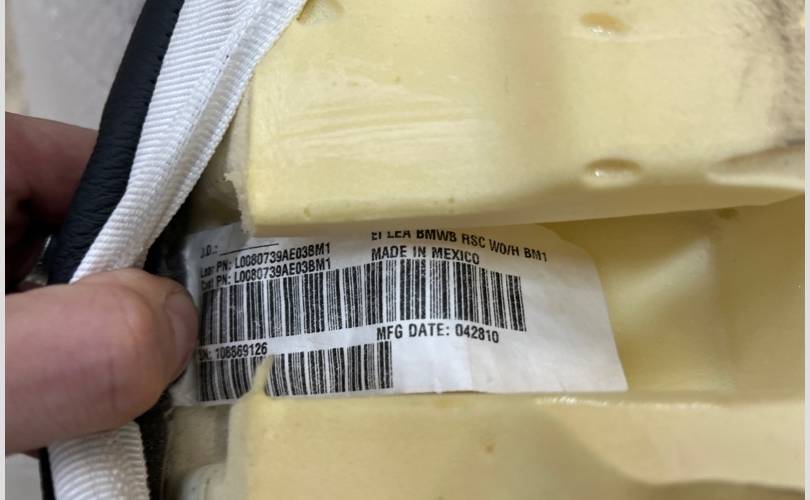 J.D.:
Lear PN: L0080739AE03BM1
Cust PN: L0080739AE03BM1
EI LEA BMWB RSC WO/H BM1
MADE IN MEXICO
MFG DATE: 042810
SN: 108869126